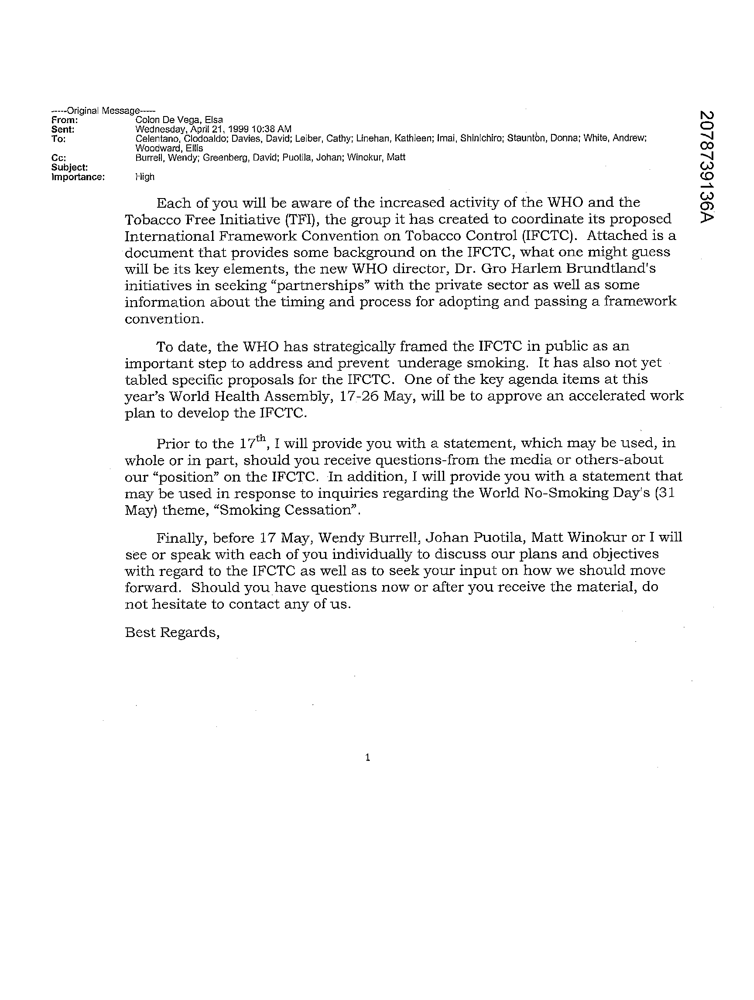 -----Original Message-----
From: Colon De Vega, Elsa
Sent: Wednesday, April 21, 1999 10:38 AM
To: Celentano, Clodoaldo; Davies, David; Leiber, Cathy; Linehan, Kathleen; Imai, Shinichiro; Staunton, Donna; White, Andrew;
Woodward, Ellis
Cc: Burrell, Wendy; Greenberg, David; Puotila, Johan; Winokur, Matt
Subject:
Importance: High
Each of you will be aware of the increased activity of the WHO and the
Tobacco Free Initiative (TFI), the group it has created to coordinate its proposed
International Framework Convention on Tobacco Control (IFCTC). Attached is a
document that provides some background on the IFCTC, what one might guess
will be its key elements, the new WHO director, Dr. Gro Harlem Brundtland's
initiatives in seeking “partnerships” with the private sector as well as some
information about the timing and process for adopting and passing a framework
convention.
To date, the WHO has strategically framed the IFCTC in public as an
important step to address and prevent underage smoking. It has also not yet
tabled specific proposals for the IFCTC. One of the key agenda items at this
year's World Health Assembly, 17-26 May, will be to approve an accelerated work
plan to develop the IFCTC.
Prior to the 17th, I will provide you with a statement, which may be used, in
whole or in part, should you receive questions-from the media or others-about
our “position” on the IFCTC. In addition, I will provide you with a statement that
may be used in response to inquiries regarding the World No-Smoking Day's (31
May) theme, “Smoking Cessation”.
Finally, before 17 May, Wendy Burrell, Johan Puotila, Matt Winokur or I will
see or speak with each of you individually to discuss our plans and objectives
with regard to the IFCTC as well as to seek your input on how we should move
forward. Should you have questions now or after you receive the material, do
not hesitate to contact any of us.
Best Regards,
1
2078739136A